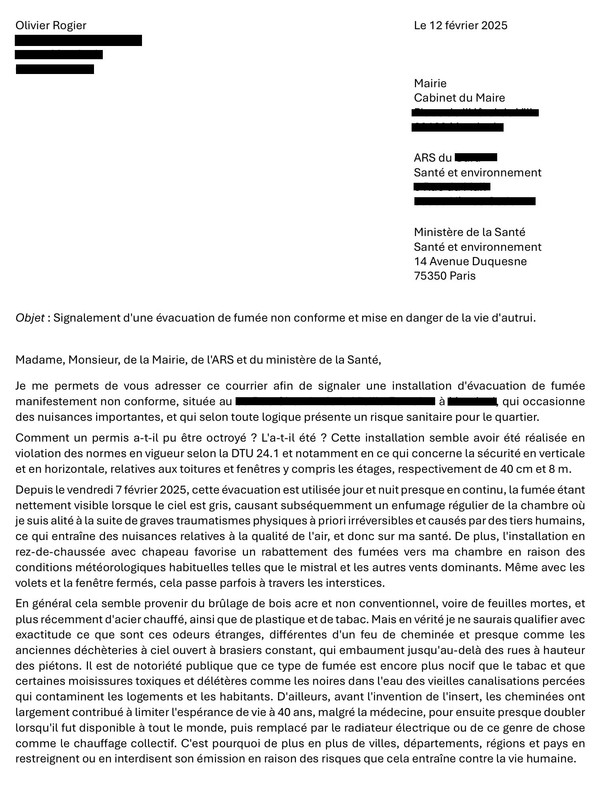 Olivier Rogier
Le 12 février 2025
Mairie
Cabinet du Maire
ARS du
Santé et environnement
Ministère de la Santé
Santé et environnement
14 Avenue Duquesne
75350 Paris
Objet : Signalement d'une évacuation de fumée non conforme et mise en danger de la vie d'autrui.
Madame, Monsieur, de la Mairie, de l'ARS et du ministère de la Santé,
Je me permets de vous adresser ce courrier afin de signaler une installation d'évacuation de fumée
manifestement non conforme, située au à , qui occasionne
des nuisances importantes, et qui selon toute logique présente un risque sanitaire pour le quartier.
Comment un permis a-t-il pu être octroyé ? L'a-t-il été ? Cette installation semble avoir été réalisée en
violation des normes en vigueur selon la DTU 24.1 et notamment en ce qui concerne la sécurité en verticale
et en horizontale, relatives aux toitures et fenêtres y compris les étages, respectivement de 40 cm et 8 m.
Depuis le vendredi 7 février 2025, cette évacuation est utilisée jour et nuit presque en continu, la fumée étant
nettement visible lorsque le ciel est gris, causant subséquemment un enfumage régulier de la chambre où
je suis alité à la suite de graves traumatismes physiques à priori irréversibles et causés par des tiers humains,
ce qui entraîne des nuisances relatives à la qualité de l'air, et donc sur ma santé. De plus, l'installation en
rez-de-chaussée avec chapeau favorise un rabattement des fumées vers ma chambre en raison des
conditions météorologiques habituelles telles que le mistral et les autres vents dominants. Même avec les
volets et la fenêtre fermés, cela passe parfois à travers les interstices.
En général cela semble provenir du brûlage de bois acre et non conventionnel, voire de feuilles mortes, et
plus récemment d'acier chauffé, ainsi que de plastique et de tabac. Mais en vérité je ne saurais qualifier avec
exactitude ce que sont ces odeurs étranges, différentes d'un feu de cheminée et presque comme les
anciennes déchèteries à ciel ouvert à brasiers constant, qui embaument jusqu'au-delà des rues à hauteur
des piétons. Il est de notoriété publique que ce type de fumée est encore plus nocif que le tabac et que
certaines moisissures toxiques et délétères comme les noires dans l'eau des vieilles canalisations percées
qui contaminent les logements et les habitants. D'ailleurs, avant l'invention de l'insert, les cheminées ont
largement contribué à limiter l'espérance de vie à 40 ans, malgré la médecine, pour ensuite presque doubler
lorsqu'il fut disponible à tout le monde, puis remplacé par le radiateur électrique ou de ce genre de chose
comme le chauffage collectif. C'est pourquoi de plus en plus de villes, départements, régions et pays en
restreignent ou en interdisent son émission en raison des risques que cela entraîne contre la vie humaine.